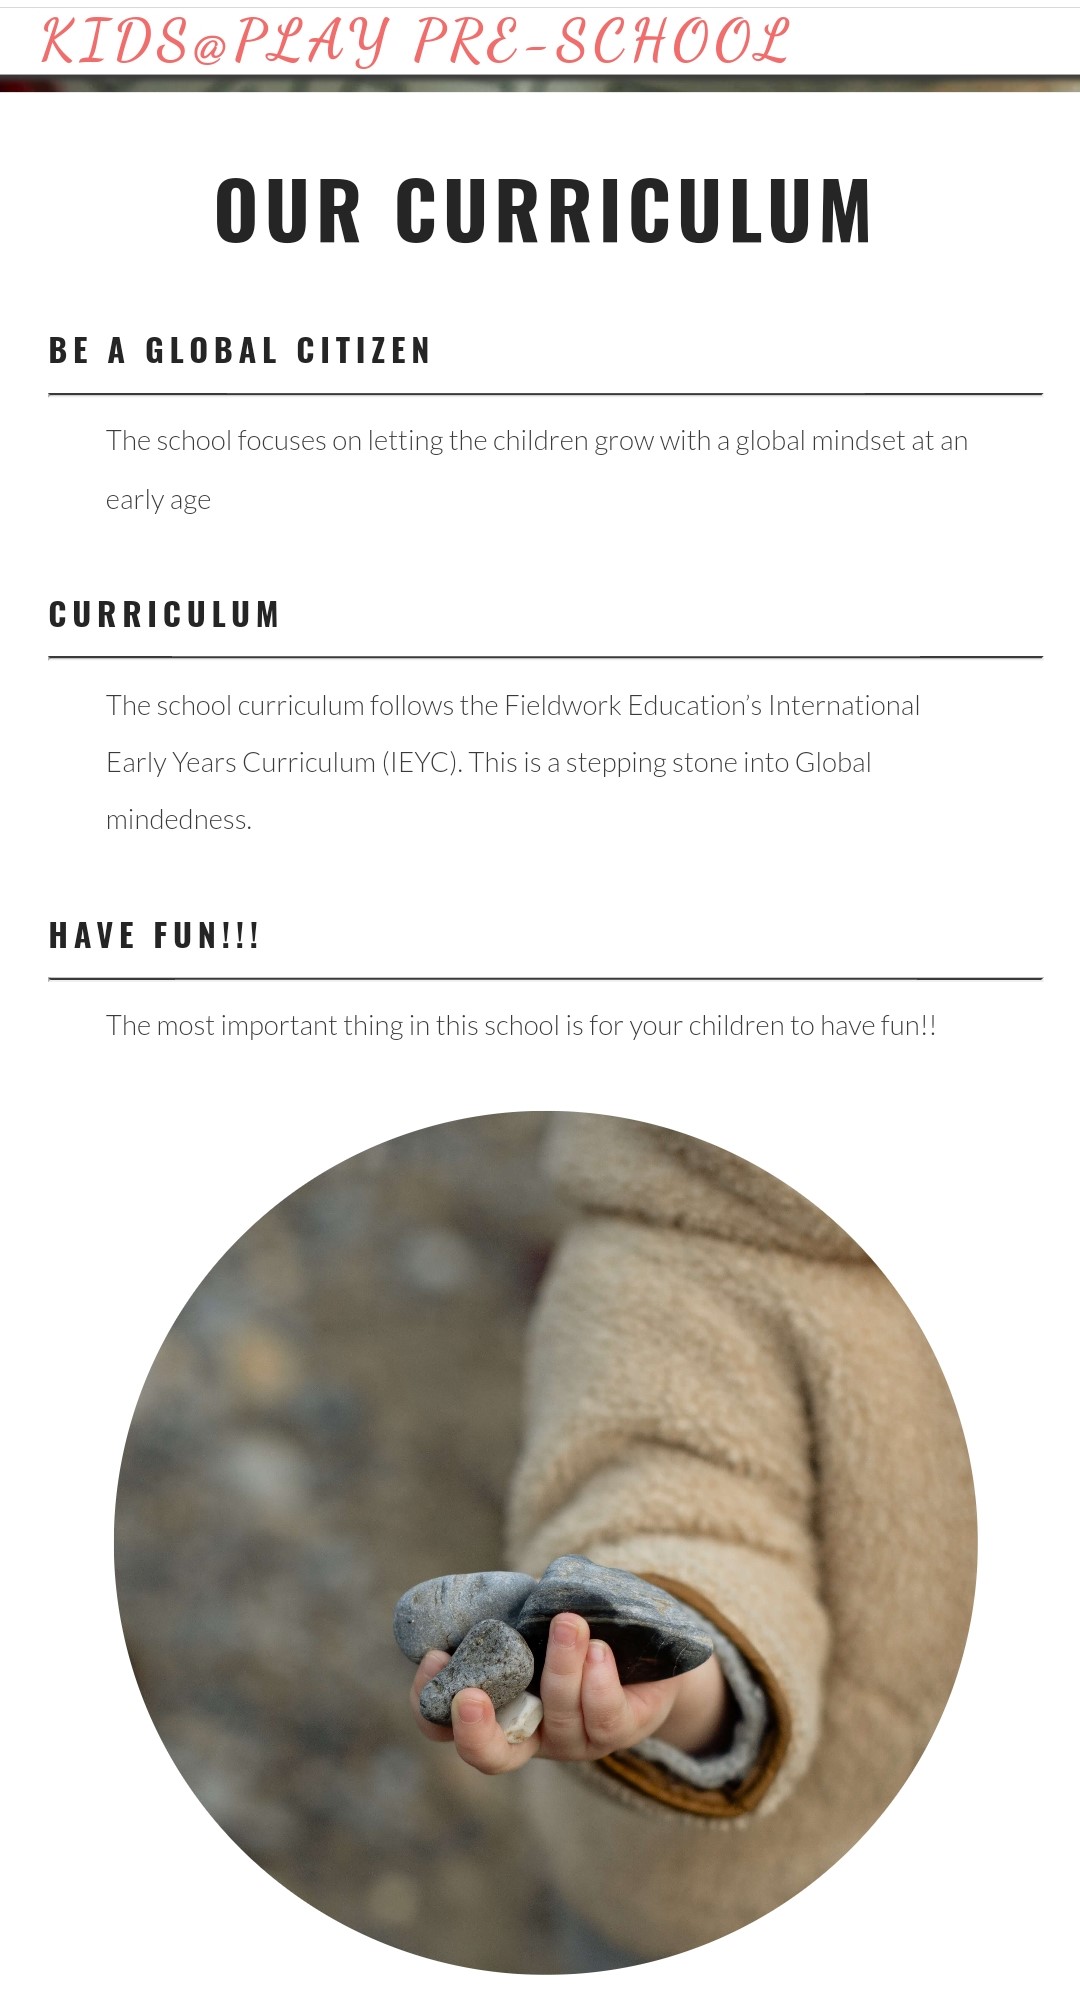 KIDS@PLAY PRE-SCHOOL
OUR CURRICULUM
BE A GLOBAL CITIZEN
The school focuses on letting the children grow with a global mindset at an
early age
CURRICULUM
The school curriculum follows the Fieldwork Education’s International
Early Years Curriculum (IEYC). This is a stepping stone into Global
mindedness.
HAVE FUN!!!
The most important thing in this school is for your children to have fun!!